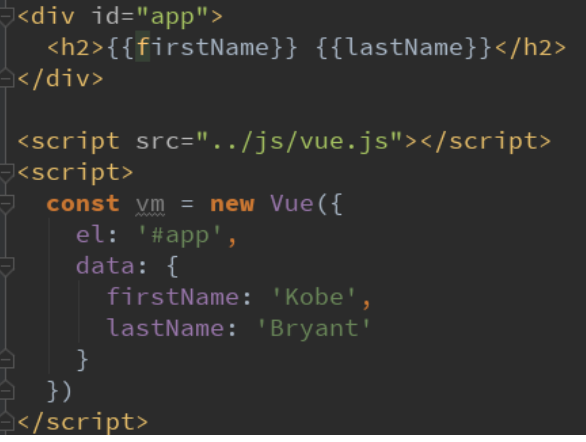 <div id="app">
  <h2>{{firstName}} {{lastName}}</h2>
</div>

<script src="../js/vue.js"></script>
<script>
  const vm = new Vue({
    el: '#app',
    data: {
      firstName: 'Kobe',
      lastName: 'Bryant'
    }
  })
</script>